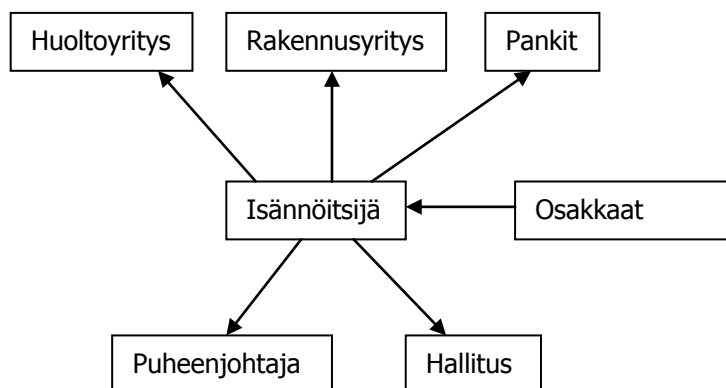 Huoltoyritys
Rakennusyritys
Pankit
Isännöitsijä
Osakkaat
Puheenjohtaja
Hallitus